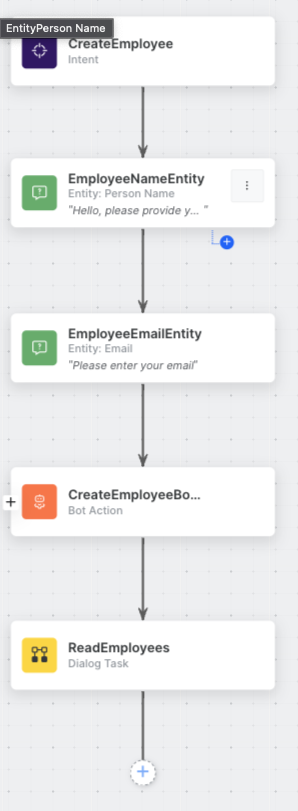 EntityPerson Name
CreateEmployee
Intent
EmployeeNameEntity
Entity: Person Name
"Hello, please provide y... "
EmployeeEmailEntity
Entity: Email
"Please enter your email"
CreateEmployeeBo...
Bot Action
ReadEmployees
Dialog Task